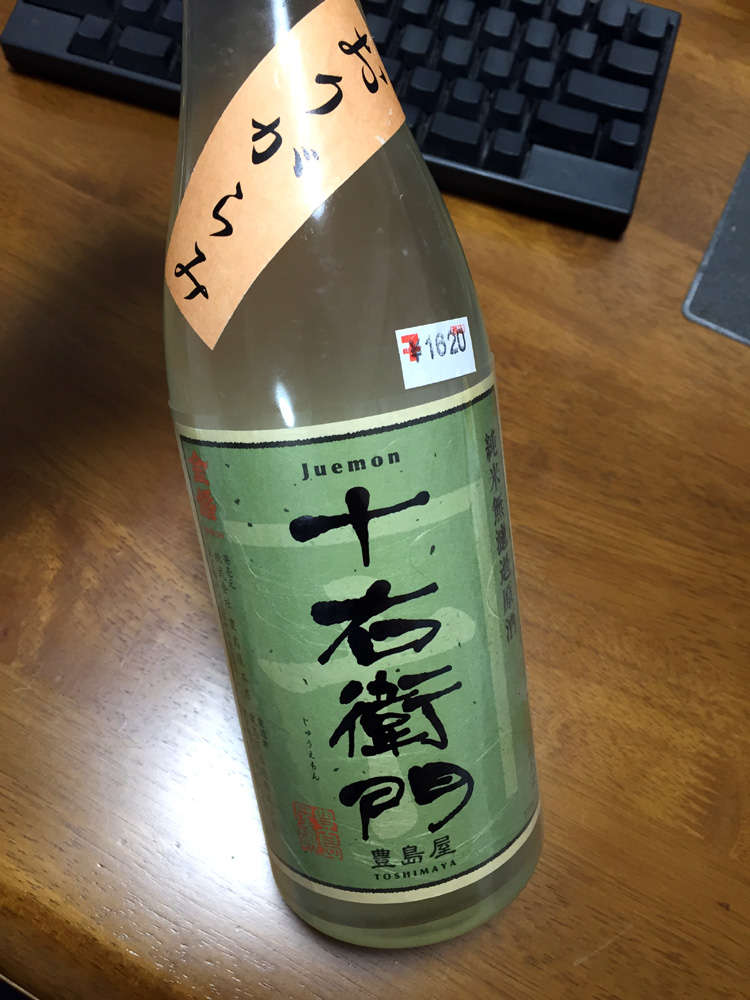 おりがらみ
¥1620
Juemon
純米無濾過原酒
十右衛門
じゅうえもん
豊島屋
TOSHIMAYA